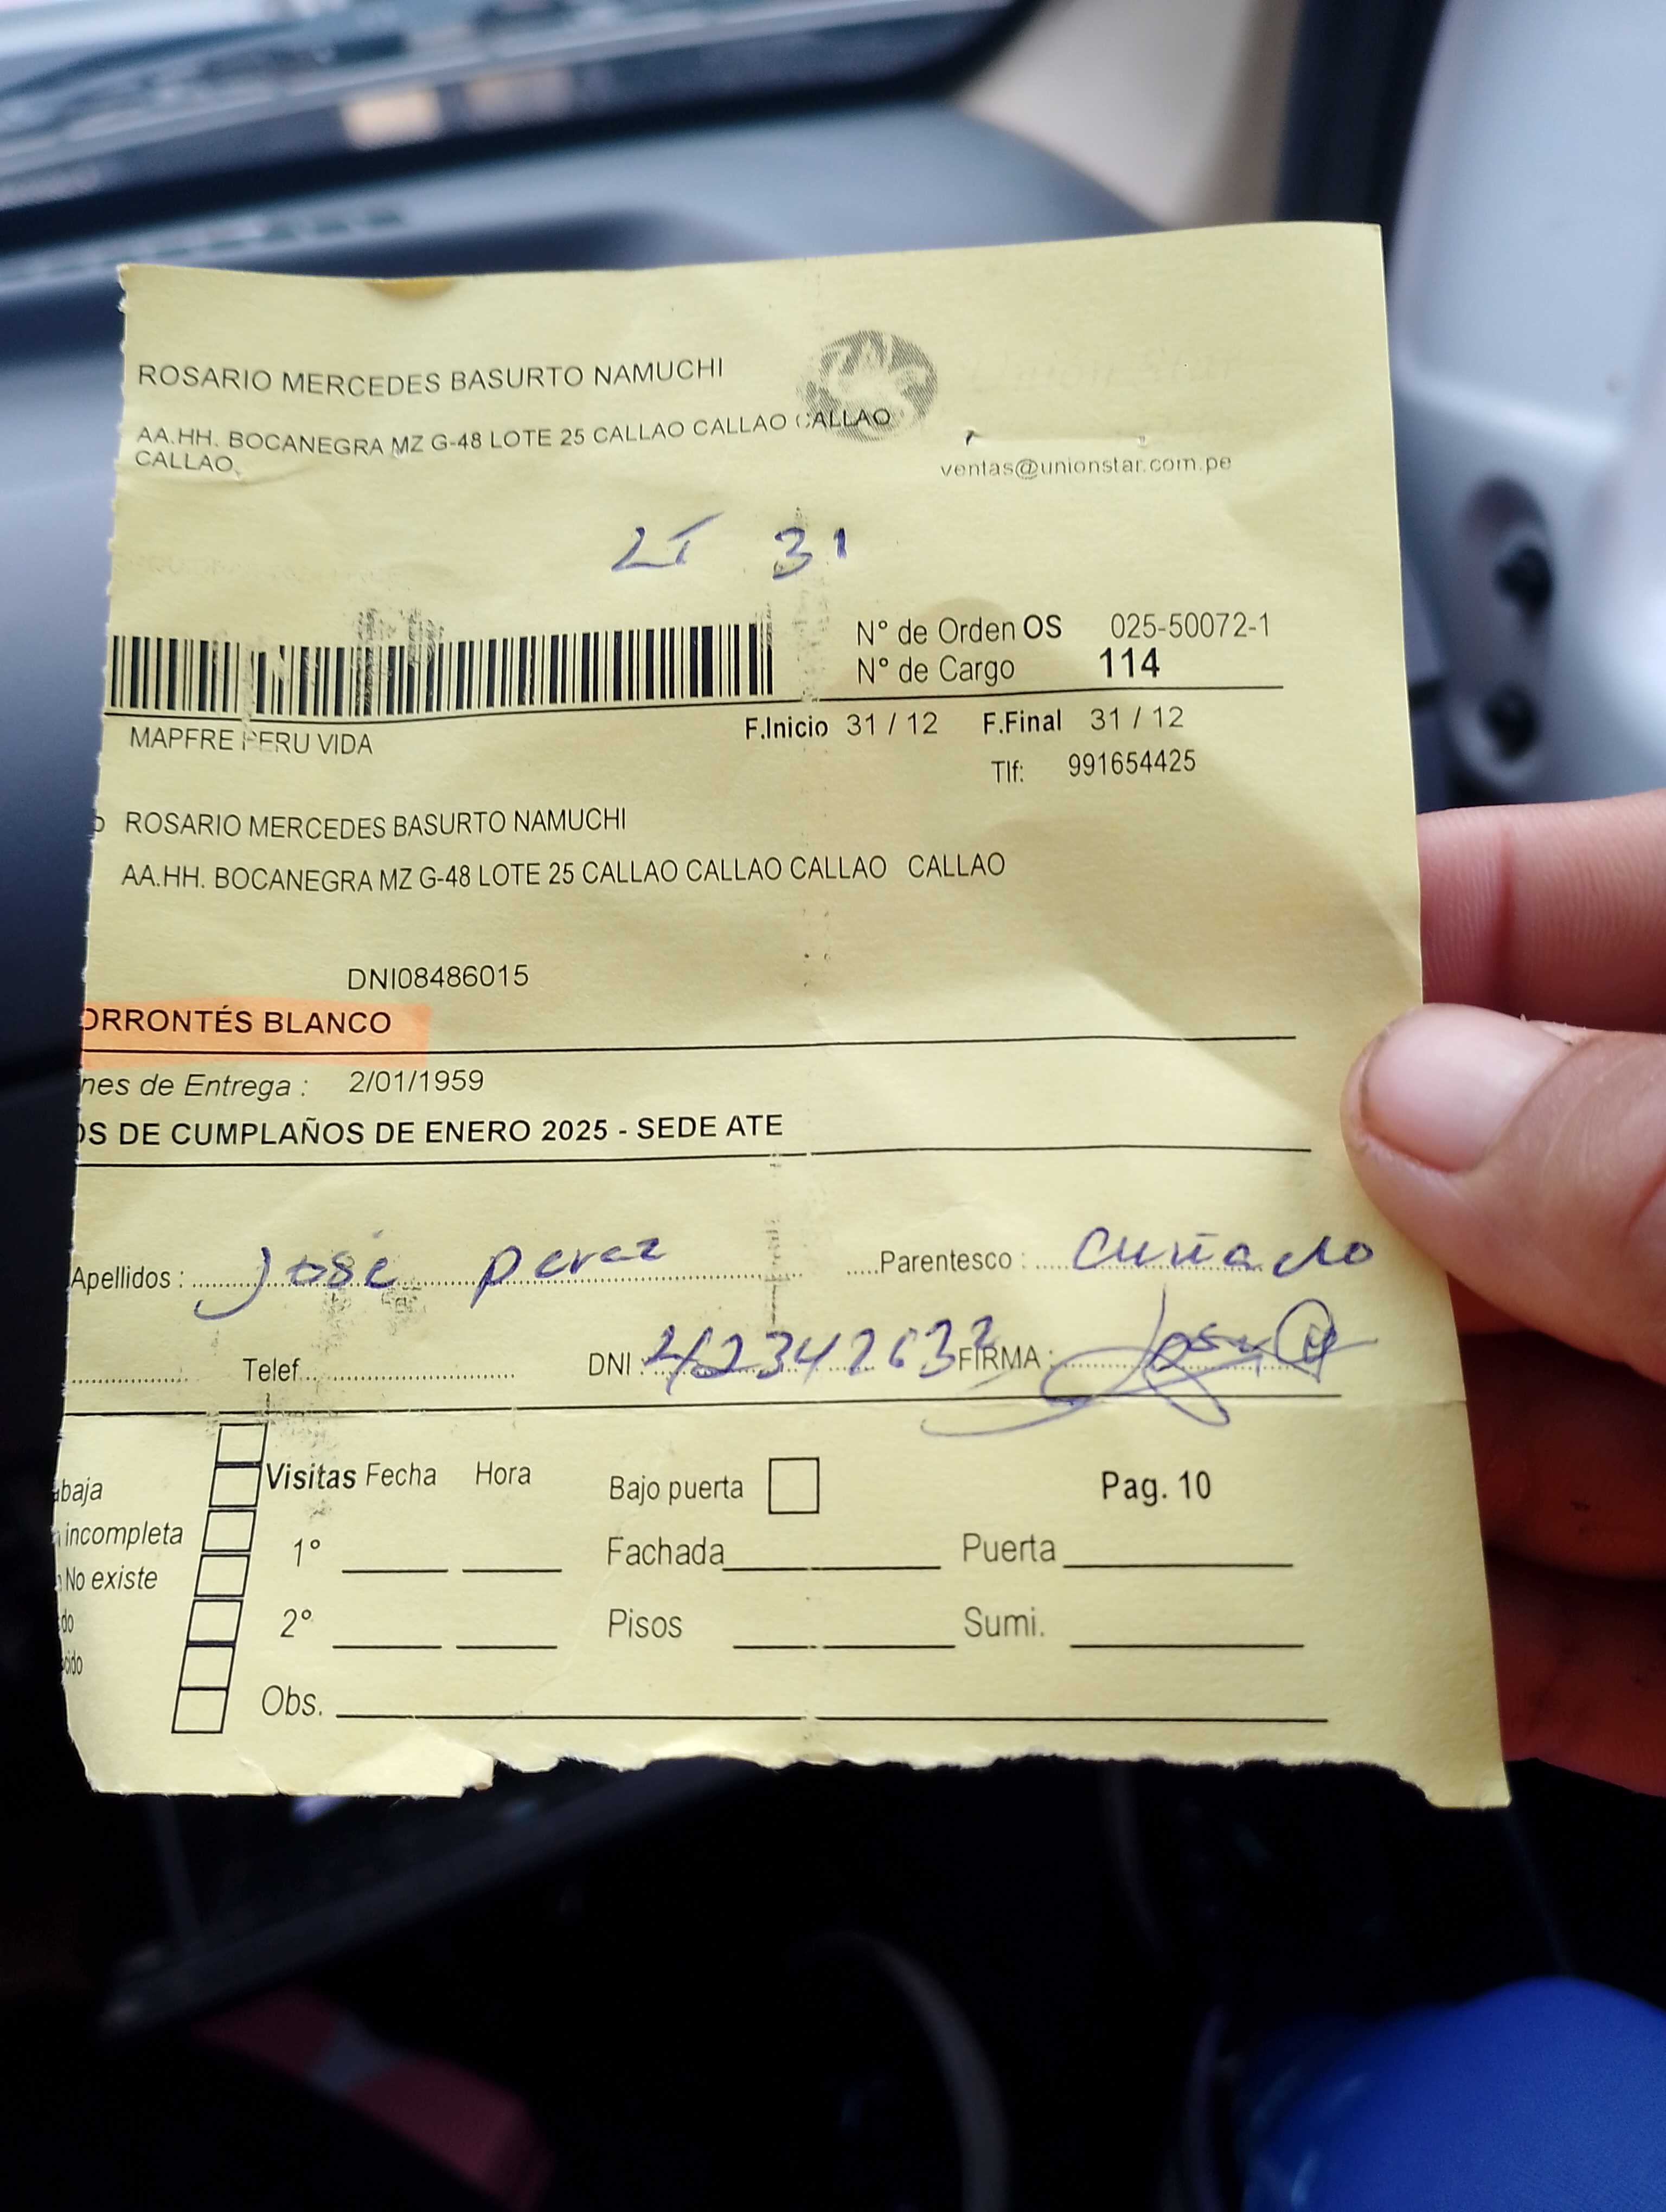 ROSARIO MERCEDES BASURTO NAMUCHI
AA.HH. BOCANEGRA MZ G-48 LOTE 25 CALLAO CALLAO CALLAO
CALLAO
ventas@unionstar.com.pe
LT 31
N° de Orden OS 025-50072-1
N° de Cargo 114
MAPFRE PERU VIDA
F.Inicio 31 / 12 F.Final 31 / 12
Tlf: 991654425
ROSARIO MERCEDES BASURTO NAMUCHI
AA.HH. BOCANEGRA MZ G-48 LOTE 25 CALLAO CALLAO CALLAO CALLAO
DNI08486015
ORRONTÉS BLANCO
nes de Entrega : 2/01/1959
OS DE CUMPLAÑOS DE ENERO 2025 - SEDE ATE
Apellidos : José perez Parentesco : cuñado
Telef. DNI : FIRMA :
Visitas Fecha Hora Bajo puerta Pag. 10
baja
incompleta
1° Fachada Puerta
No existe
do
2° Pisos Sumi.
cido
Obs.